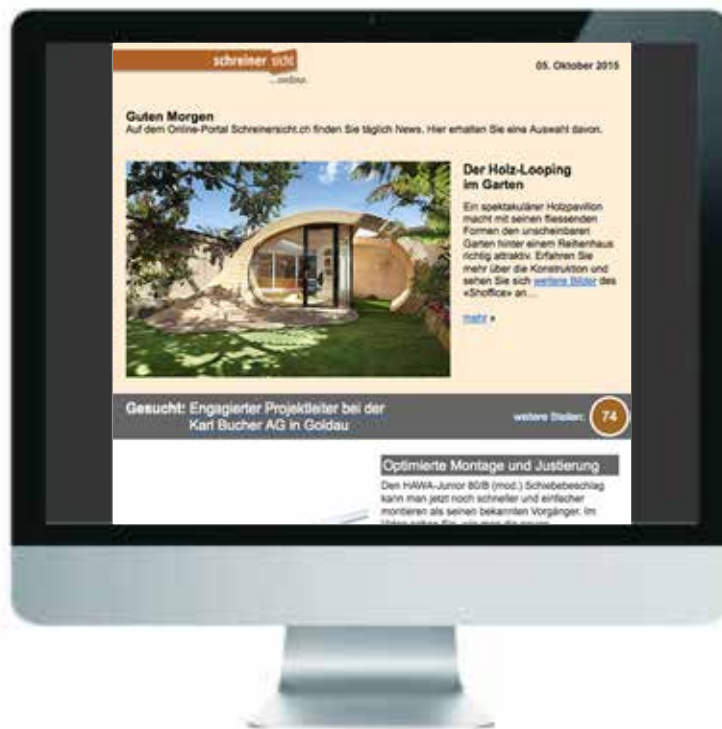 schreiner sicht
...online.
05. Oktober 2015
Guten Morgen
Auf dem Online-Portal Schreinersicht.ch finden Sie täglich News. Hier erhalten Sie eine Auswahl davon.
Der Holz-Looping
im Garten
Ein spektakulärer Holzpavillon
macht mit seinen fliessenden
Formen den unscheinbaren
Garten hinter einem Reihenhaus
richtig attraktiv. Erfahren Sie
mehr über die Konstruktion und
sehen Sie sich weitere Bilder des
«Shoffice» an...
mehr »
Gesucht: Engagierter Projektleiter bei der
Karl Bucher AG in Goldau
weitere Stellen: 74
Optimierte Montage und Justierung
Den HAWA-Junior 80/B (mod.) Schiebebeschlag
kann man jetzt noch schneller und einfacher
montieren als seinen bekannten Vorgänger. Im